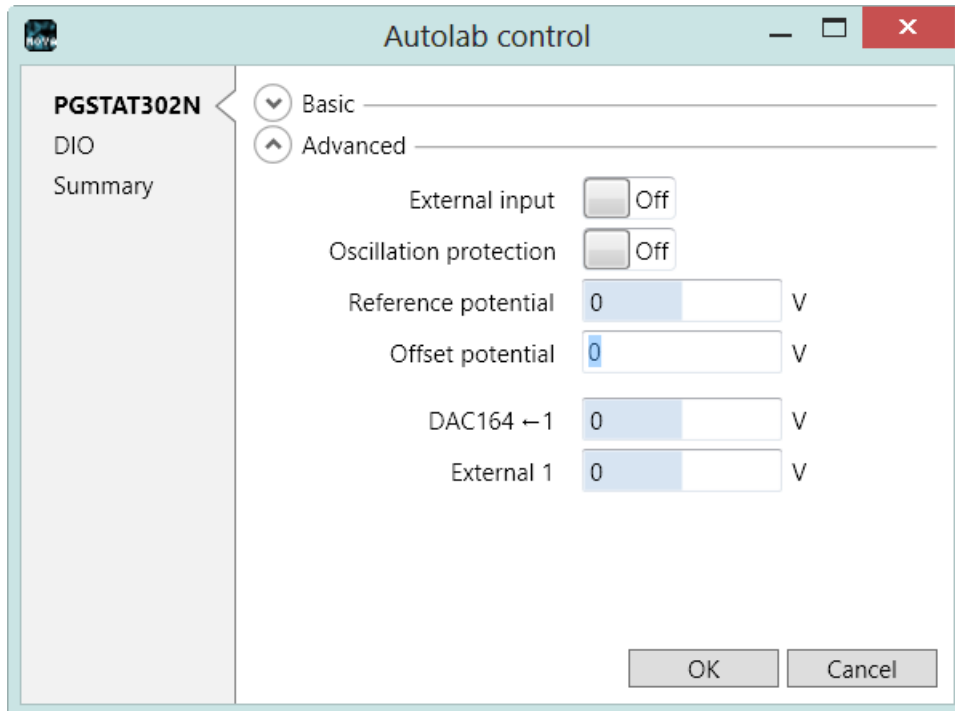 Autolab control
PGSTAT302N
DIO
Summary
Basic
Advanced
External input Off
Oscillation protection Off
Reference potential 0 V
Offset potential 0 V
DAC164 ←1 0 V
External 1 0 V
OK Cancel